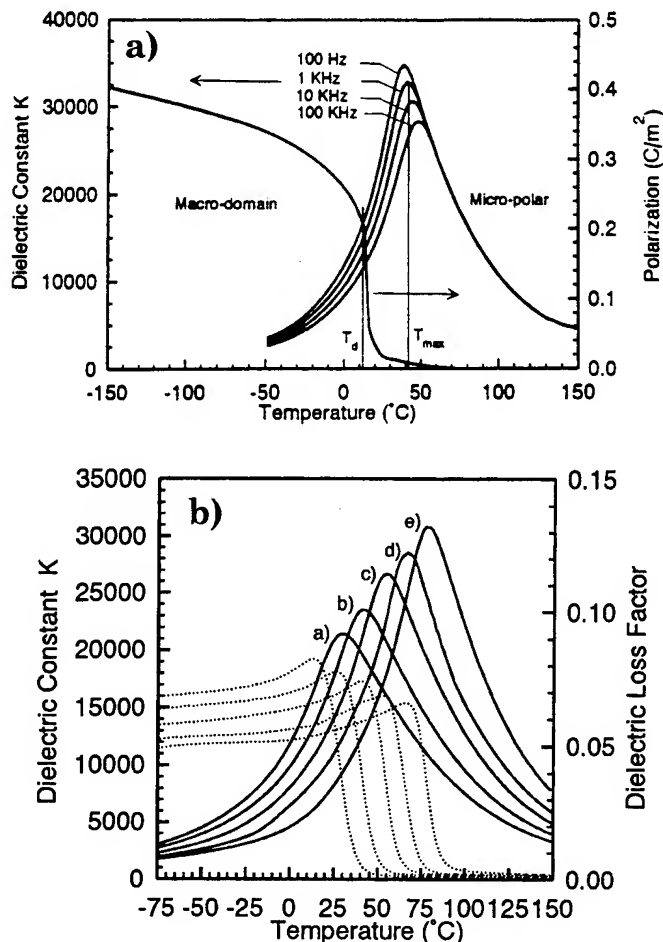 a)
40000
30000
20000
10000
0
Dielectric Constant K
100 Hz
1 KHz
10 KHz
100 KHz
Macro-domain
Micro-polar
T_d
T_max
0.5
0.4
0.3
0.2
0.1
0.0
Polarization (C/m²)
-150 -100 -50 0 50 100 150
Temperature (°C)
b)
35000
30000
25000
20000
15000
10000
5000
0
Dielectric Constant K
a)
b)
c)
d)
e)
0.15
0.10
0.05
0.00
Dielectric Loss Factor
-75 -50 -25 0 25 50 75 100 125 150
Temperature (°C)